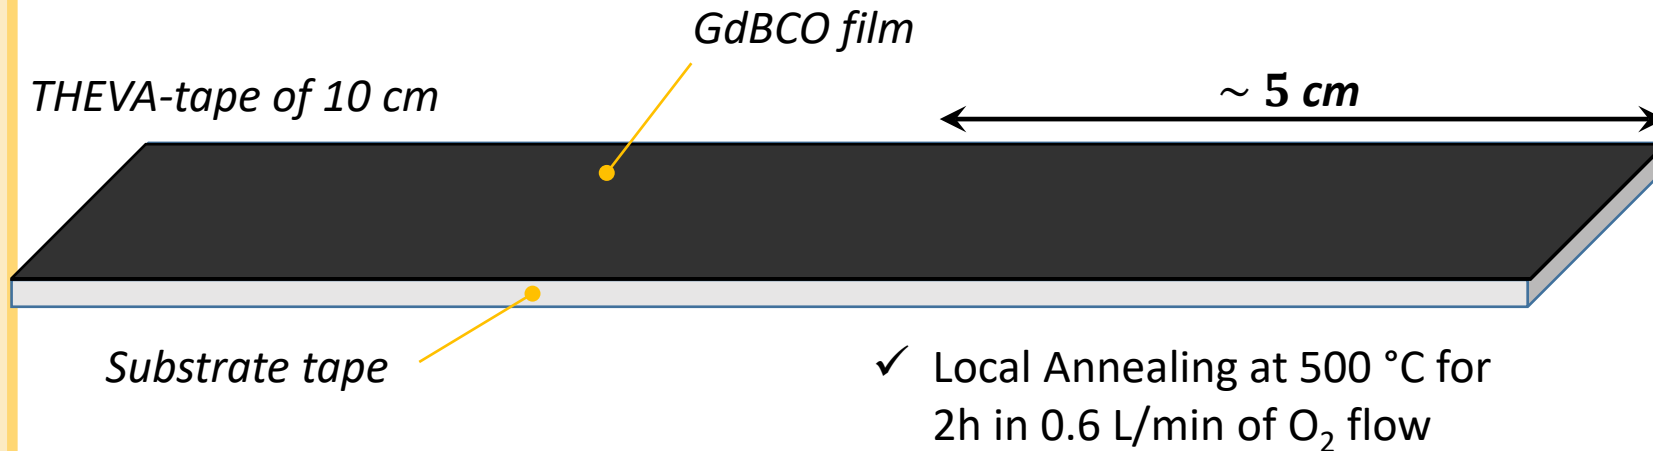 GdBCO film
THEVA-tape of 10 cm
~ 5 cm
Substrate tape
✓ Local Annealing at 500 °C for
2h in 0.6 L/min of O₂ flow